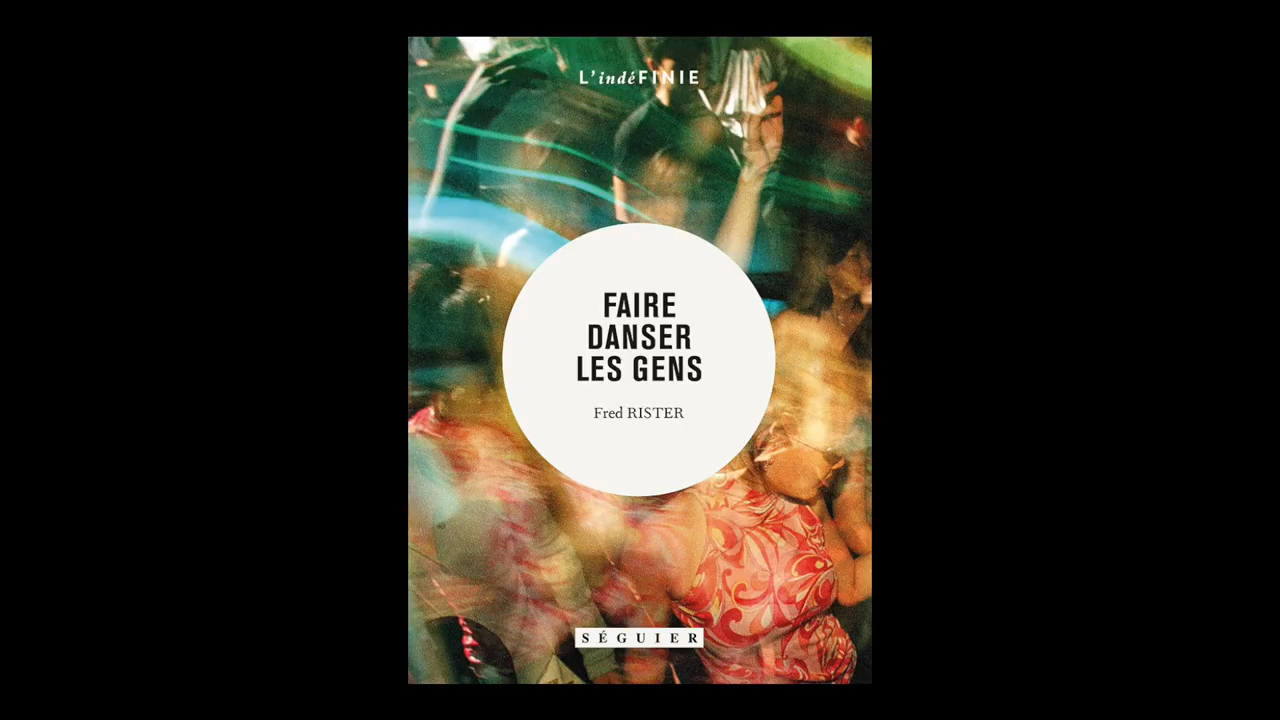 L'indéFINIE
FAIRE
DANSER
LES GENS
Fred RISTER
SÉGUIER